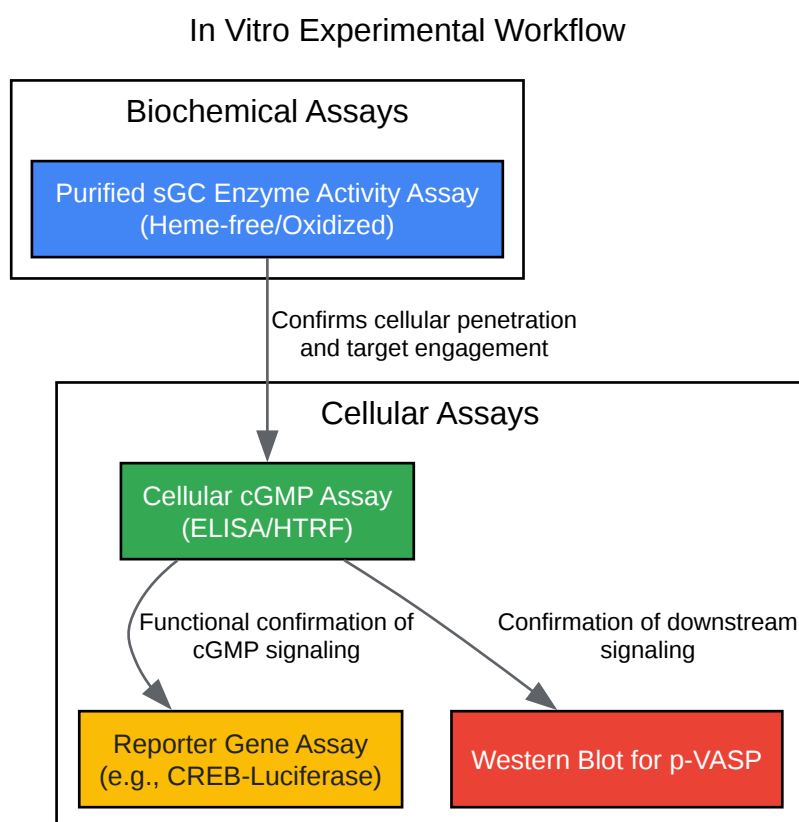 In Vitro Experimental Workflow
Biochemical Assays
Purified sGC Enzyme Activity Assay
(Heme-free/Oxidized)
Confirms cellular penetration
and target engagement
Cellular Assays
Cellular cGMP Assay
(ELISA/HTRF)
Functional confirmation of
cGMP signaling
Confirmation of downstream
signaling
Reporter Gene Assay
(e.g., CREB-Luciferase)
Western Blot for p-VASP